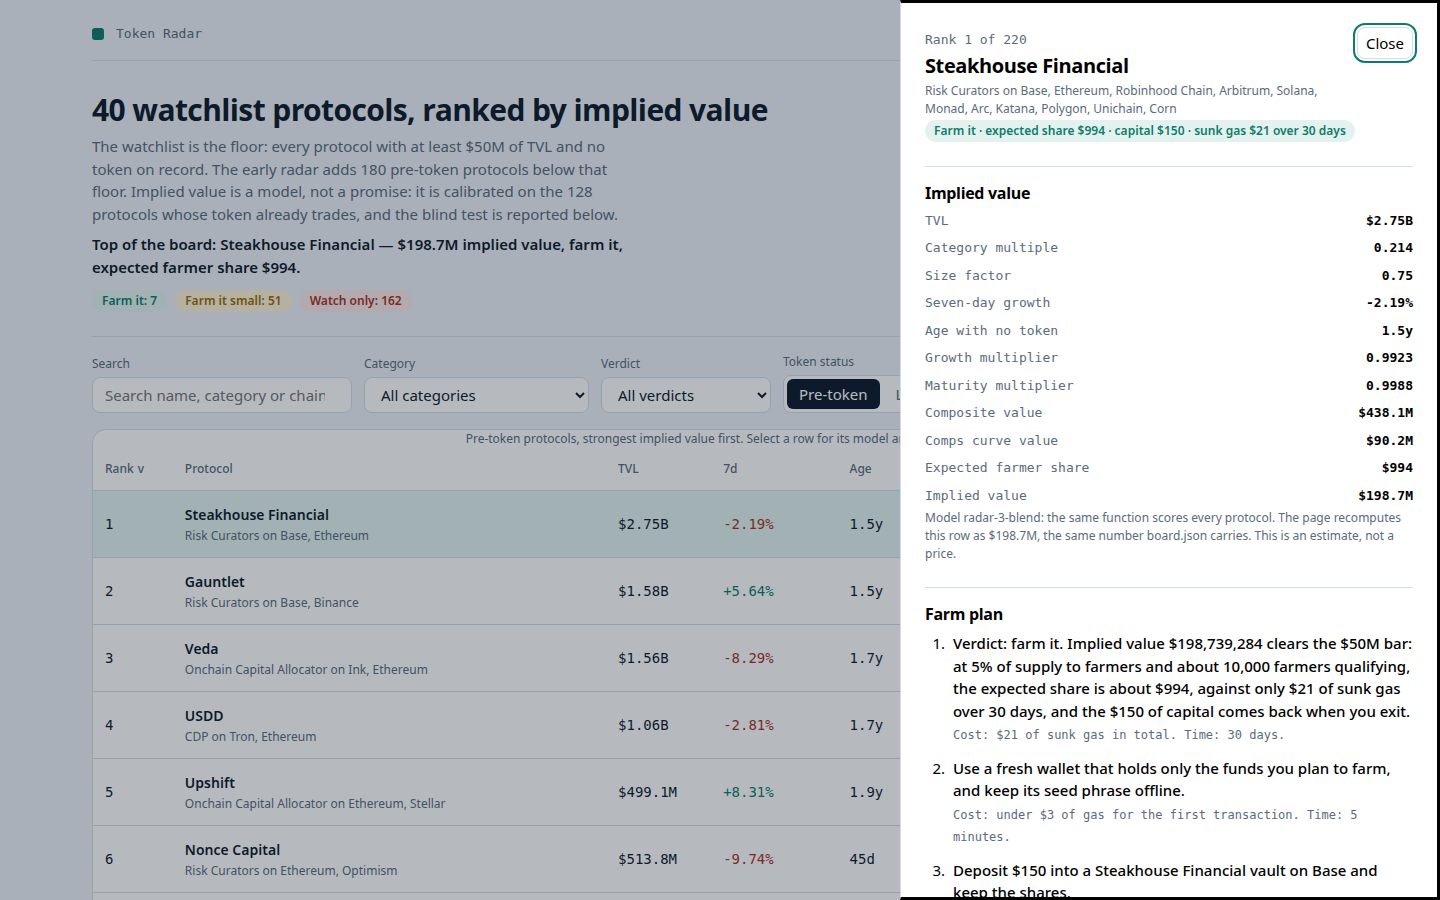 Token Radar
40 watchlist protocols, ranked by implied value
The watchlist is the floor: every protocol with at least $50M of TVL and no
token on record. The early radar adds 180 pre-token protocols below that
floor. Implied value is a model, not a promise: it is calibrated on the 128
protocols whose token already trades, and the blind test is reported below.
Top of the board: Steakhouse Financial — $198.7M implied value, farm it,
expected farmer share $994.
Farm it: 7 Farm it small: 51 Watch only: 162
Search Category Verdict Token status
Search name, category or chain All categories All verdicts Pre-token
Pre-token protocols, strongest implied value first. Select a row for its model
Rank v Protocol TVL 7d Age
1 Steakhouse Financial $2.75B -2.19% 1.5y
Risk Curators on Base, Ethereum
2 Gauntlet $1.58B +5.64% 1.5y
Risk Curators on Base, Binance
3 Veda $1.56B -8.29% 1.7y
Onchain Capital Allocator on Ink, Ethereum
4 USDD $1.06B -2.81% 1.7y
CDP on Tron, Ethereum
5 Upshift $499.1M +8.31% 1.9y
Onchain Capital Allocator on Ethereum, Stellar
6 Nonce Capital $513.8M -9.74% 45d
Risk Curators on Ethereum, Optimism
Rank 1 of 220
Close
Steakhouse Financial
Risk Curators on Base, Ethereum, Robinhood Chain, Arbitrum, Solana,
Monad, Arc, Katana, Polygon, Unichain, Corn
Farm it · expected share $994 · capital $150 · sunk gas $21 over 30 days
Implied value
TVL $2.75B
Category multiple 0.214
Size factor 0.75
Seven-day growth -2.19%
Age with no token 1.5y
Growth multiplier 0.9923
Maturity multiplier 0.9988
Composite value $438.1M
Comps curve value $90.2M
Expected farmer share $994
Implied value $198.7M
Model radar-3-blend: the same function scores every protocol. The page recomputes
this row as $198.7M, the same number board.json carries. This is an estimate, not a
price.
Farm plan
1. Verdict: farm it. Implied value $198,739,284 clears the $50M bar:
at 5% of supply to farmers and about 10,000 farmers qualifying,
the expected share is about $994, against only $21 of sunk gas
over 30 days, and the $150 of capital comes back when you exit.
Cost: $21 of sunk gas in total. Time: 30 days.
2. Use a fresh wallet that holds only the funds you plan to farm,
and keep its seed phrase offline.
Cost: under $3 of gas for the first transaction. Time: 5
minutes.
3. Deposit $150 into a Steakhouse Financial vault on Base and
keep the shares.